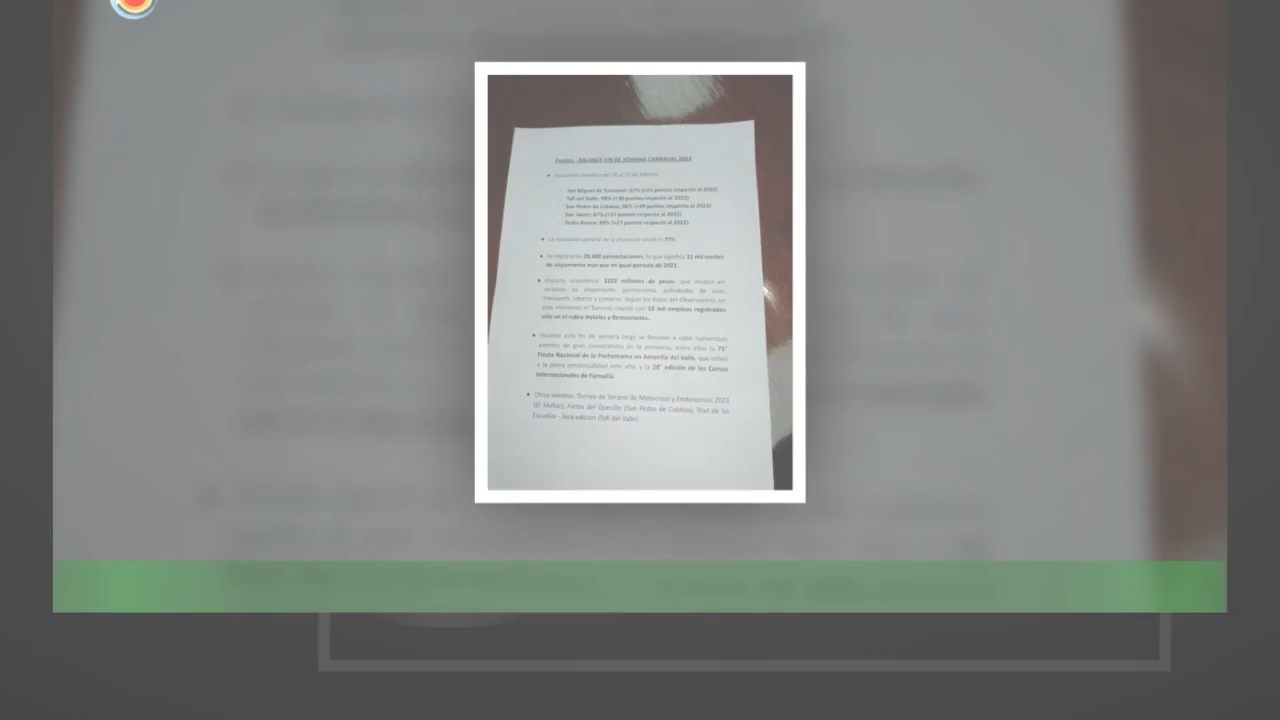 Punteo - BALANCE FIN DE SEMANA CARNAVAL 2023
Ocupación hotelera del 18 al 21 de febrero
- San Miguel de Tucumán: 67% (+25 puntos respecto al 2022)
- Tafí del Valle: 98% (+30 puntos respecto al 2022)
- San Pedro de Colalao: 96% (+40 puntos respecto al 2022)
- San Javier: 87% (+37 puntos respecto al 2022)
- Yerba Buena: 89% (+27 puntos respecto al 2022)
La ocupación general de la provincia rondó el 77%
Se registraron 28.600 pernoctaciones, lo que significa 11 mil noches
de alojamiento más que en igual periodo de 2022.
Impacto económico: $232 millones de pesos, que inciden en
servicios de alojamiento, gastronomía, actividades de ocio,
transporte interno y compras. Según los datos del Observatorio, en
este momento el Turismo cuenta con 10 mil empleos registrados
sólo en el rubro Hoteles y Restaurantes.
Durante este fin de semana largo se llevaron a cabo numerosos
eventos de gran convocatoria en la provincia, entre ellos la 75°
Fiesta Nacional de la Pachamama en Amaicha del Valle, que volvió
a la plena presencialidad este año, y la 28° edición de los Corsos
Internacionales de Famaillá.
Otros eventos: Torneo de Verano de Motocross y Endurocross 2023
(El Mollar), Fiesta del Quesillo (San Pedro de Colalao), Trail de las
Escuelas - 3era edición (Tafí del Valle).